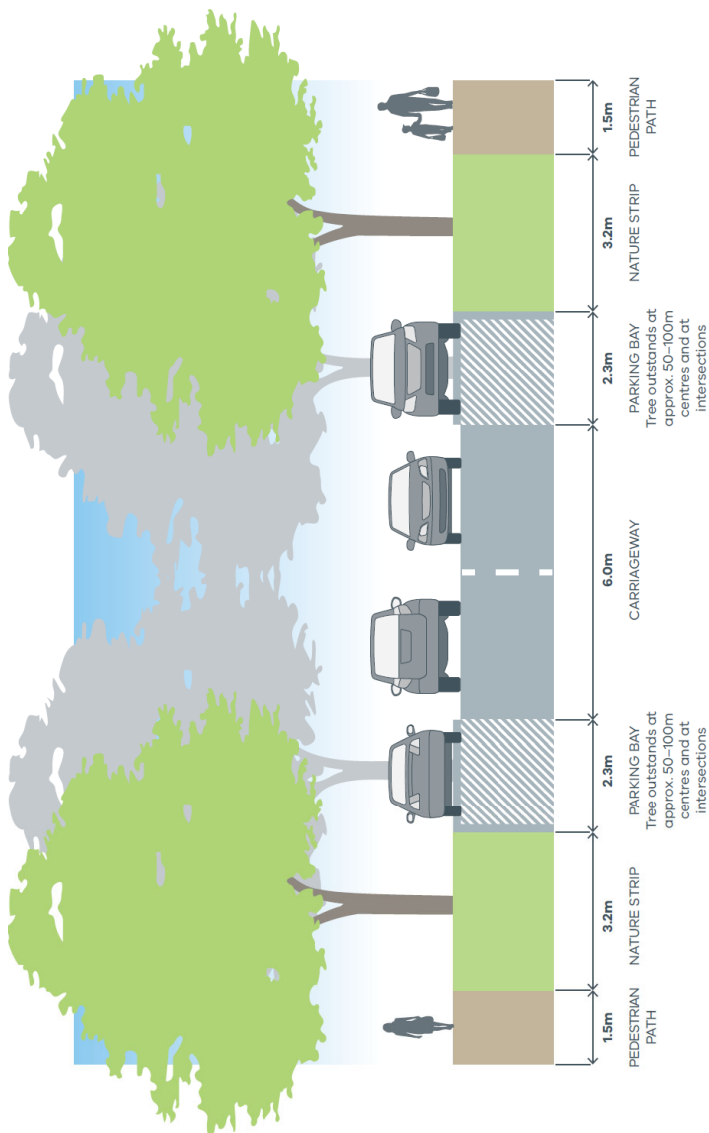 1.5m
PEDESTRIAN
PATH
3.2m
NATURE STRIP
2.3m
PARKING BAY
Tree outstands at
approx. 50–100m
centres and at
intersections
6.0m
CARRIAGEWAY
2.3m
PARKING BAY
Tree outstands at
approx. 50–100m
centres and at
intersections
3.2m
NATURE STRIP
1.5m
PEDESTRIAN
PATH